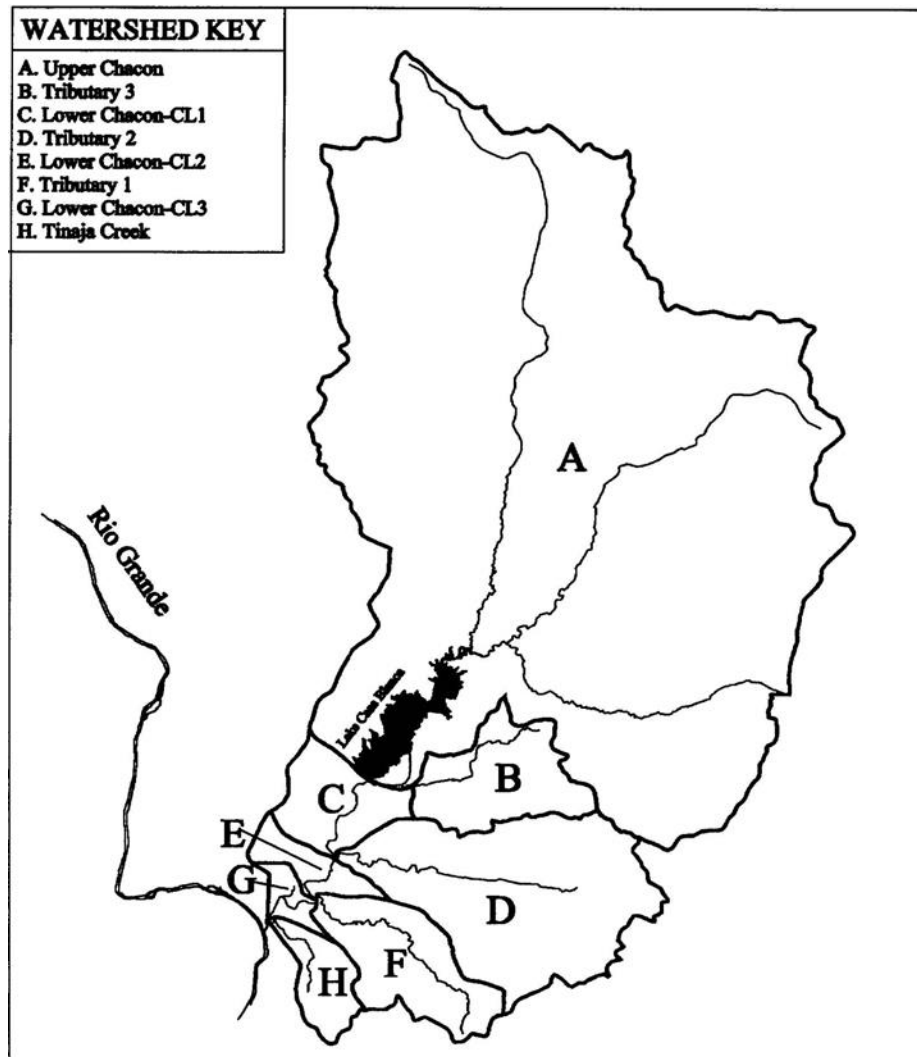 WATERSHED KEY
A. Upper Chacon
B. Tributary 3
C. Lower Chacon-CL1
D. Tributary 2
E. Lower Chacon-CL2
F. Tributary 1
G. Lower Chacon-CL3
H. Tinaja Creek
A
Rio Grande
Lake Casa Blanca
B
C
E
G
D
F
H